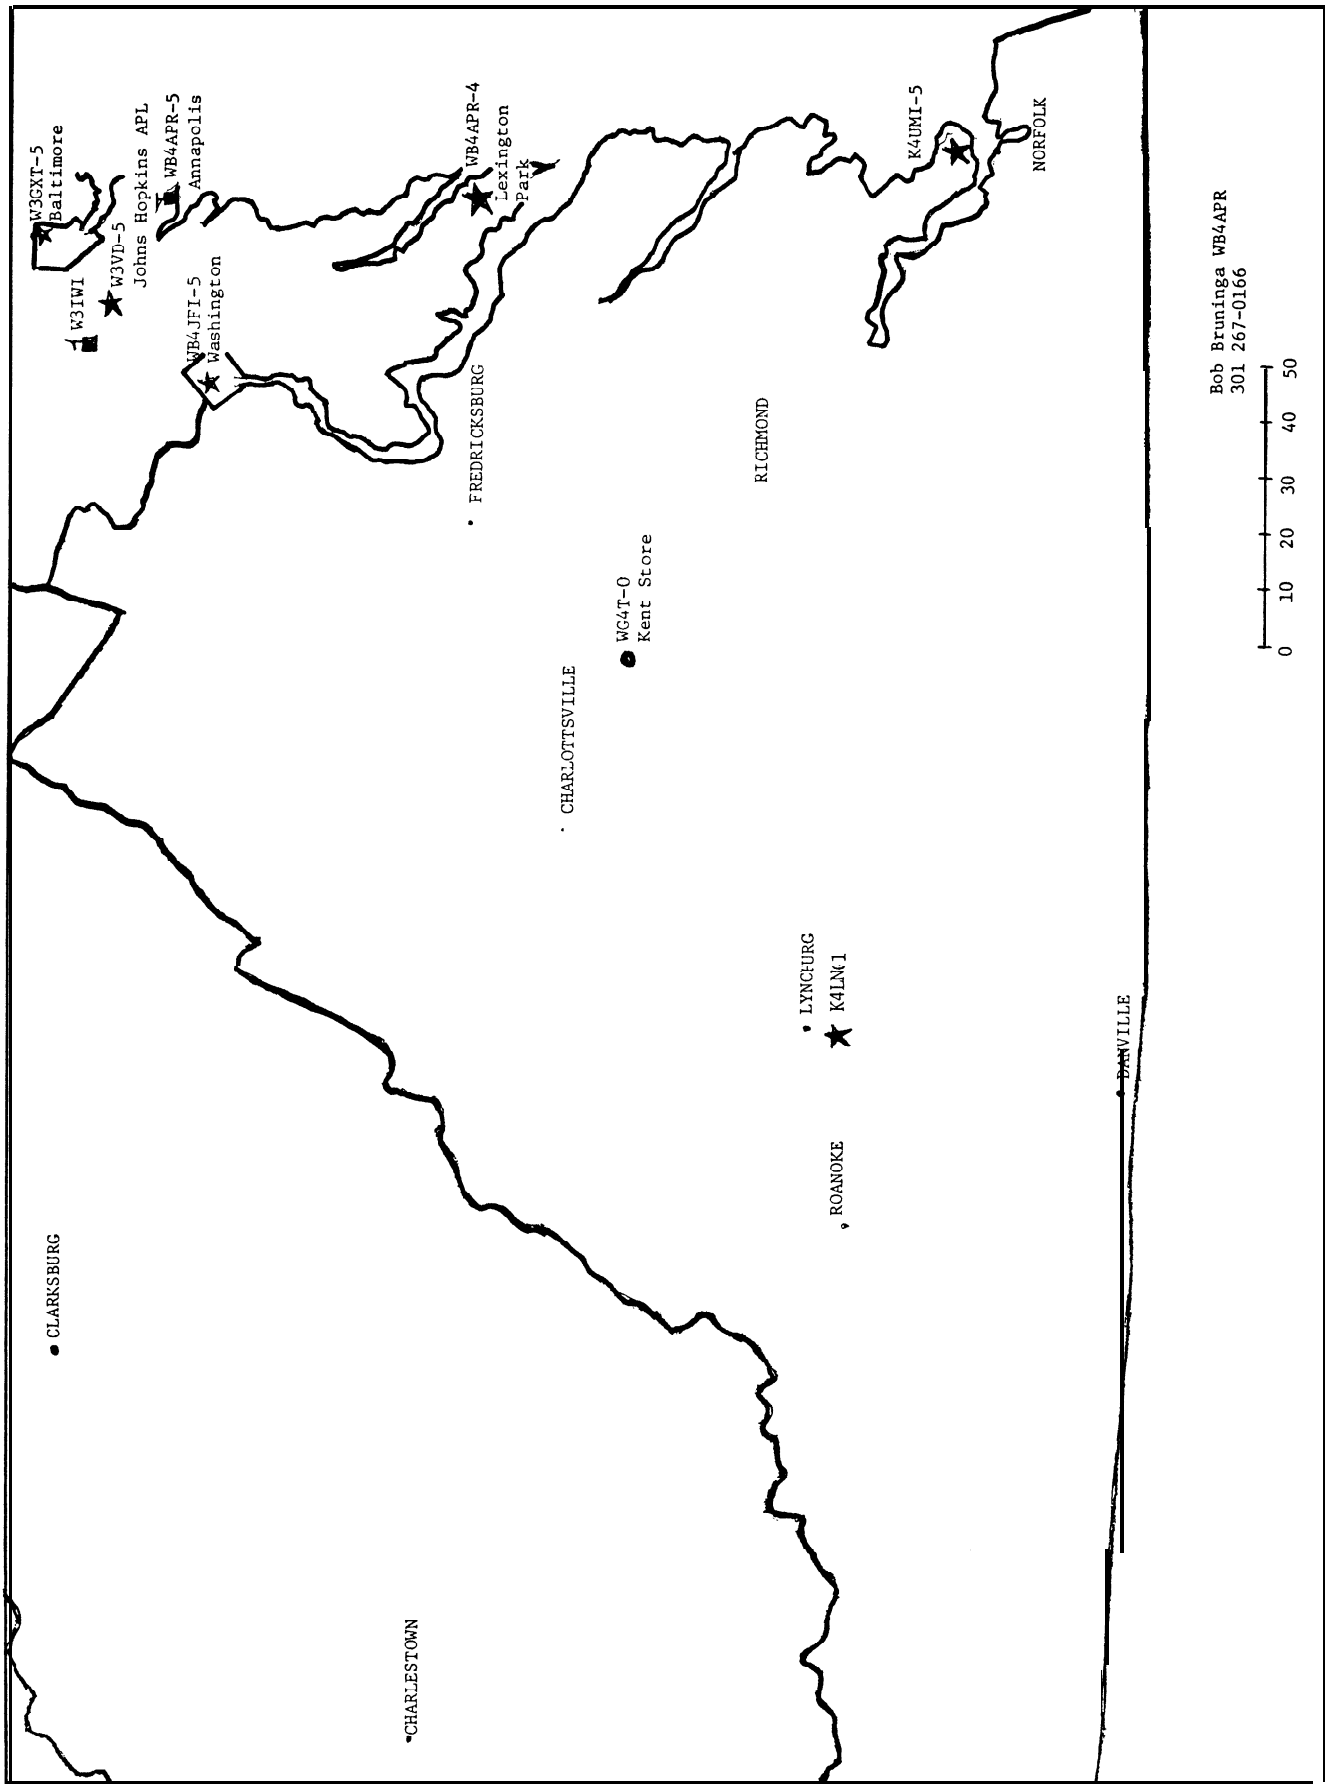 W3GXT-5
Baltimore
W3IWI
W3VD-5
Johns Hopkins APL
WB4APR-5
Annapolis
WB4JFI-5
Washington
WB4APR-4
Lexington
Park
K4UMI-5
NORFOLK
FREDRICKSBURG
RICHMOND
WG4T-0
Kent Store
CHARLOTTSVILLE
ROANOKE
DANVILLE
CLARKSBURG
CHARLESTOWN
Bob Bruninga WB4APR
301 267-0166
0 10 20 30 40 50